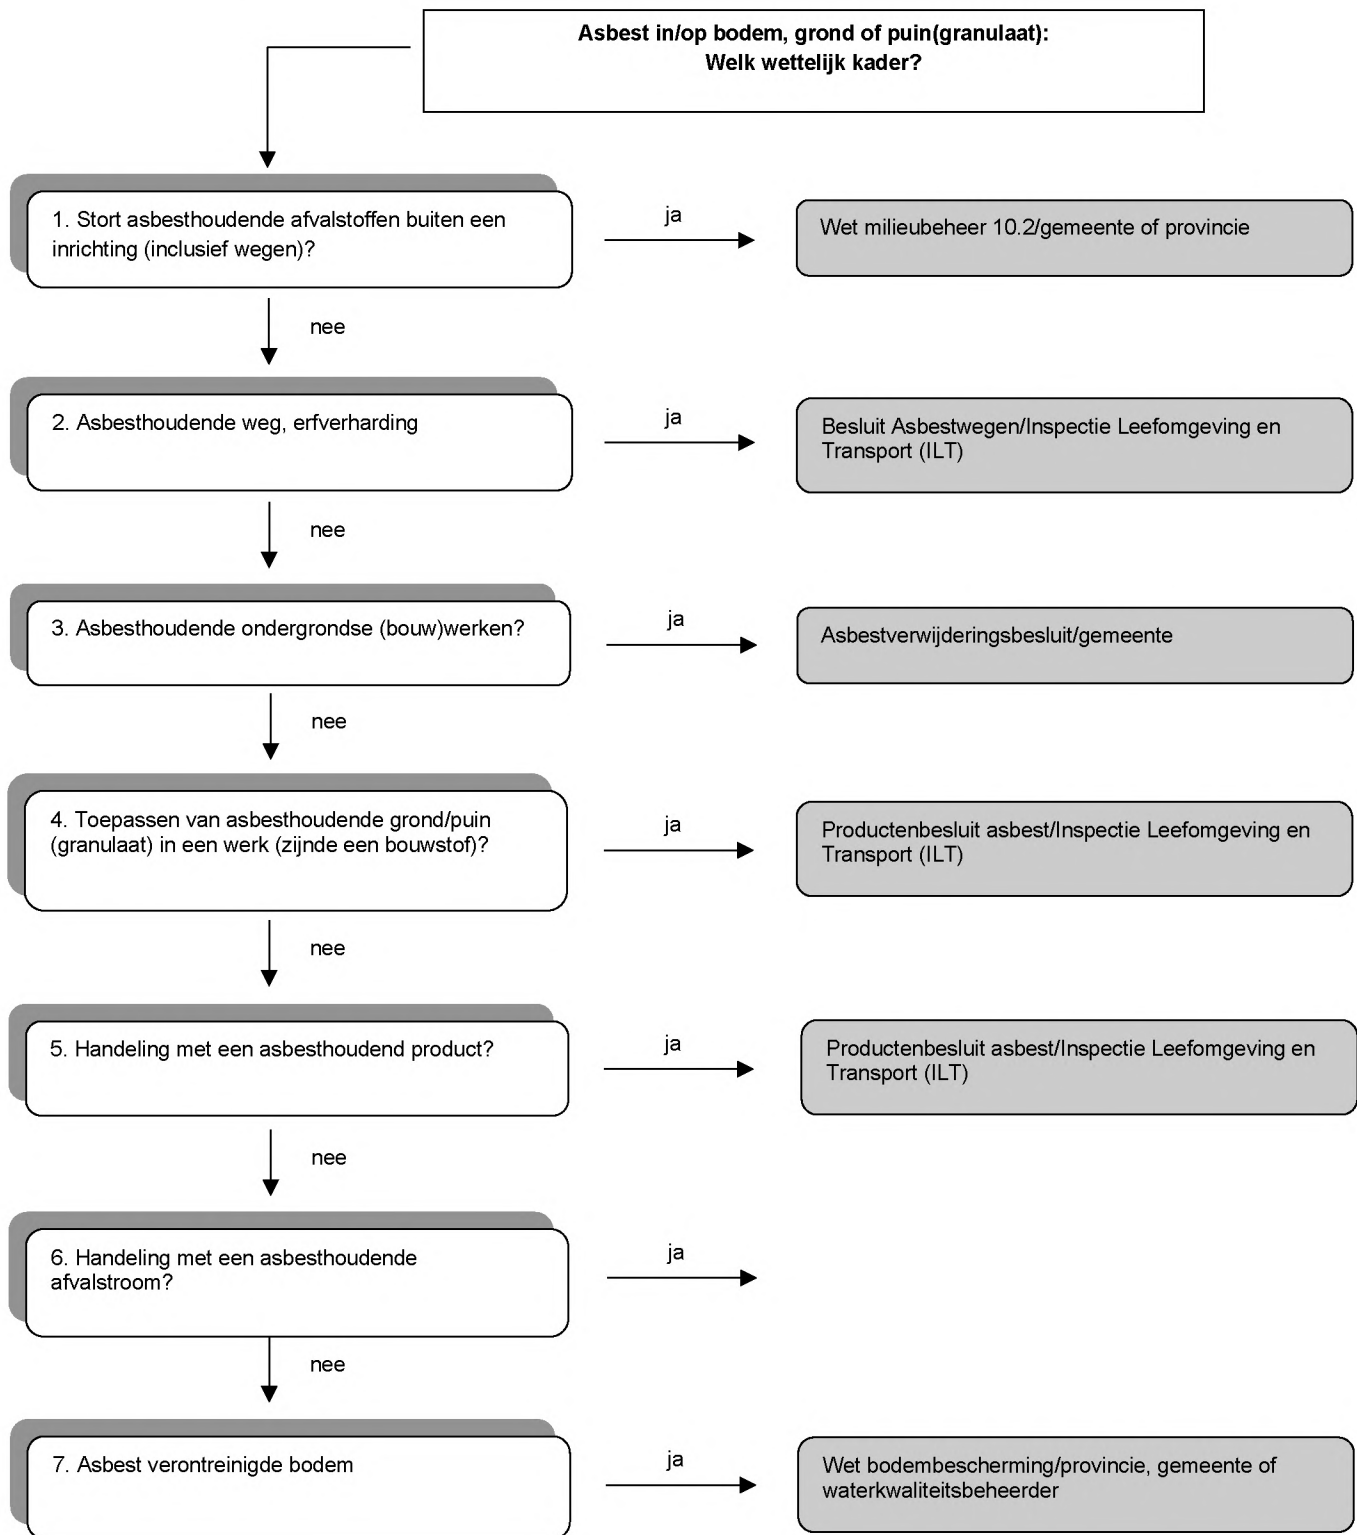 Asbest in/op bodem, grond of puin(granulaat):
Welk wettelijk kader?
1. Stort asbesthoudende afvalstoffen buiten een
inrichting (inclusief wegen)?
ja
Wet milieubeheer 10.2/gemeente of provincie
nee
2. Asbesthoudende weg, erfverharding
ja
Besluit Asbestwegen/Inspectie Leefomgeving en
Transport (ILT)
nee
3. Asbesthoudende ondergrondse (bouw)werken?
ja
Asbestverwijderingsbesluit/gemeente
nee
4. Toepassen van asbesthoudende grond/puin
(granulaat) in een werk (zijnde een bouwstof)?
ja
Productenbesluit asbest/Inspectie Leefomgeving en
Transport (ILT)
nee
5. Handeling met een asbesthoudend product?
ja
Productenbesluit asbest/Inspectie Leefomgeving en
Transport (ILT)
nee
6. Handeling met een asbesthoudende
afvalstroom?
ja
nee
7. Asbest verontreinigde bodem
ja
Wet bodembescherming/provincie, gemeente of
waterkwaliteitsbeheerder